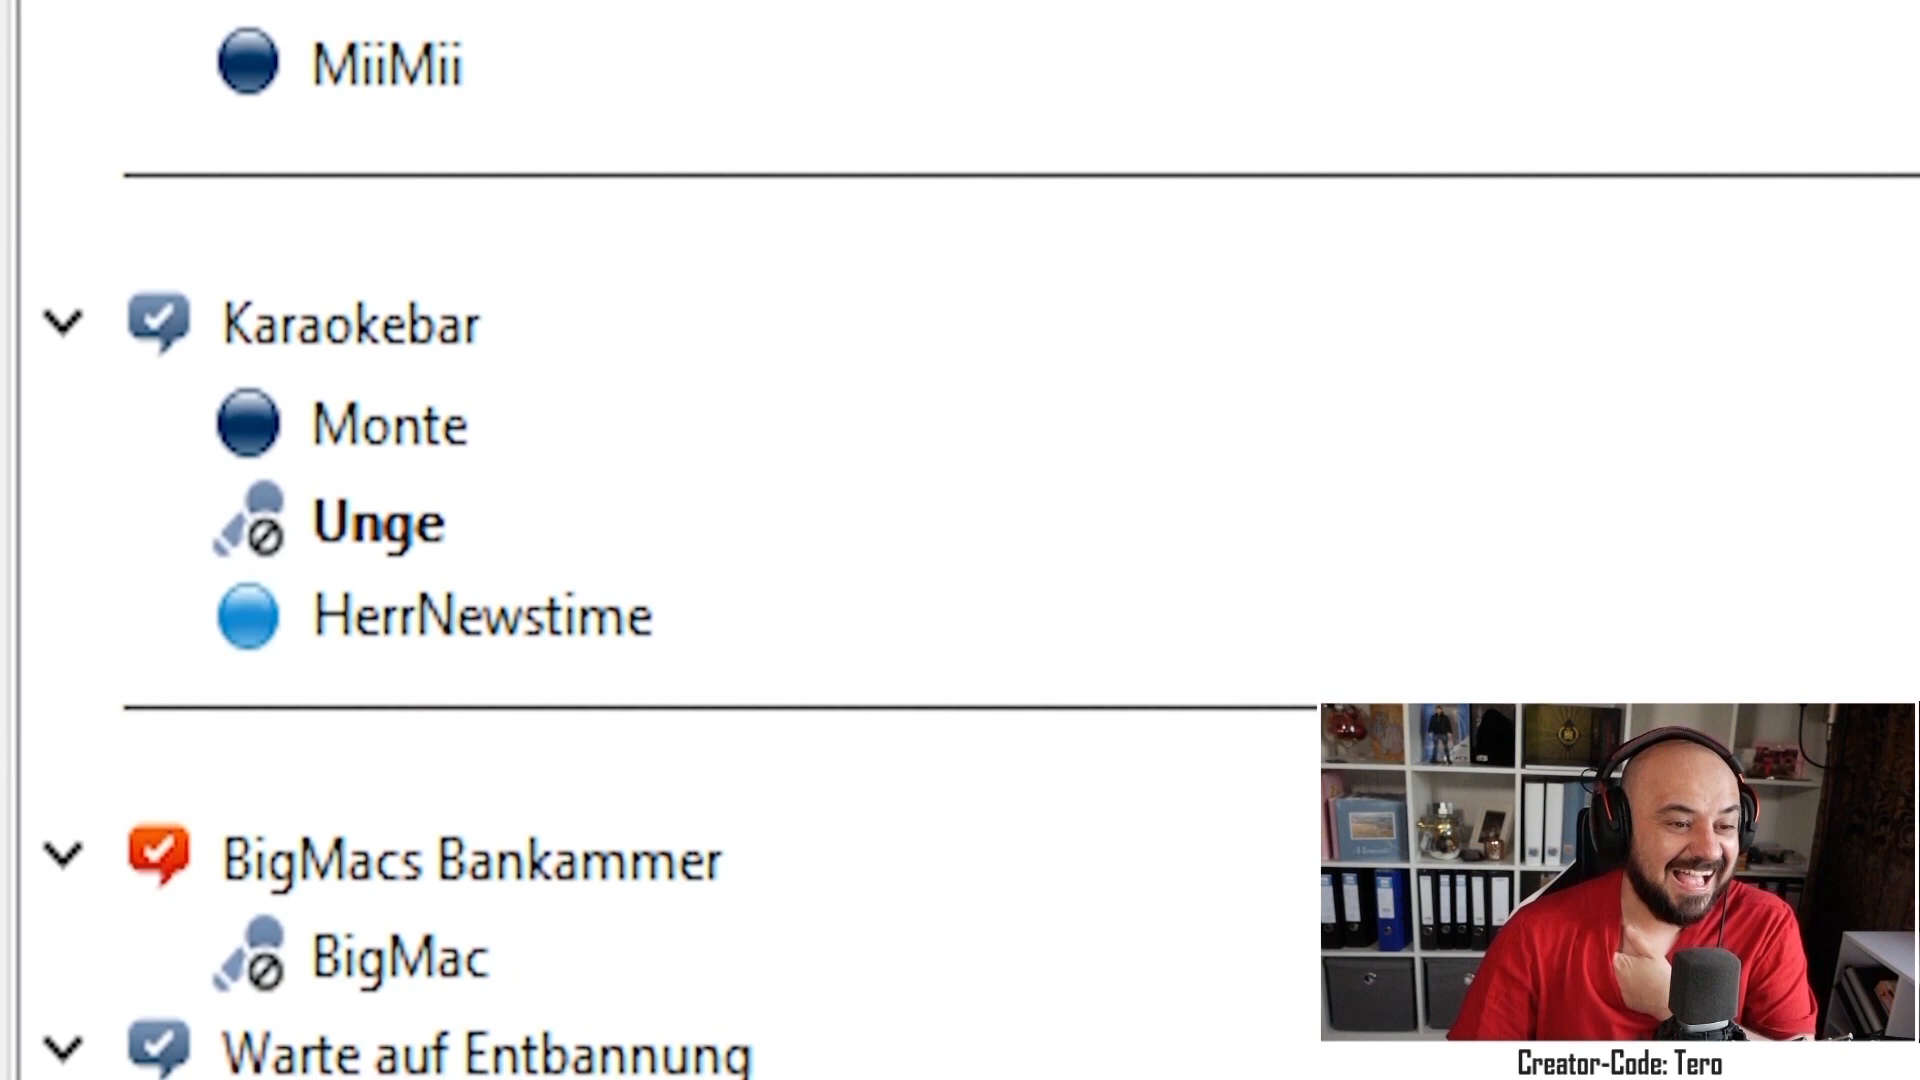 MiiMii
Karaokebar
Monte
Unge
HerrNewstime
BigMacs Bankammer
BigMac
Warte auf Entbannung
Creator-Code: Tero